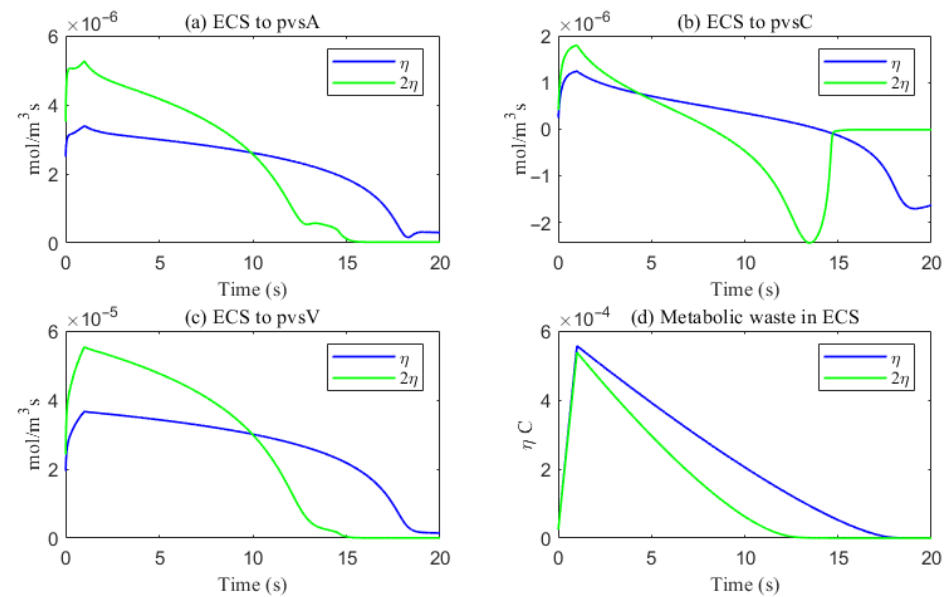 (a) ECS to pvsA
×10⁻⁶
6
4
2
0
mol/m³s
0 5 10 15 20
Time (s)
η
2η
(b) ECS to pvsC
×10⁻⁶
2
1
0
−1
−2
mol/m³s
0 5 10 15 20
Time (s)
η
2η
(c) ECS to pvsV
×10⁻⁵
6
4
2
0
mol/m³s
0 5 10 15 20
Time (s)
η
2η
(d) Metabolic waste in ECS
×10⁻⁴
6
4
2
0
η C
0 5 10 15 20
Time (s)
η
2η